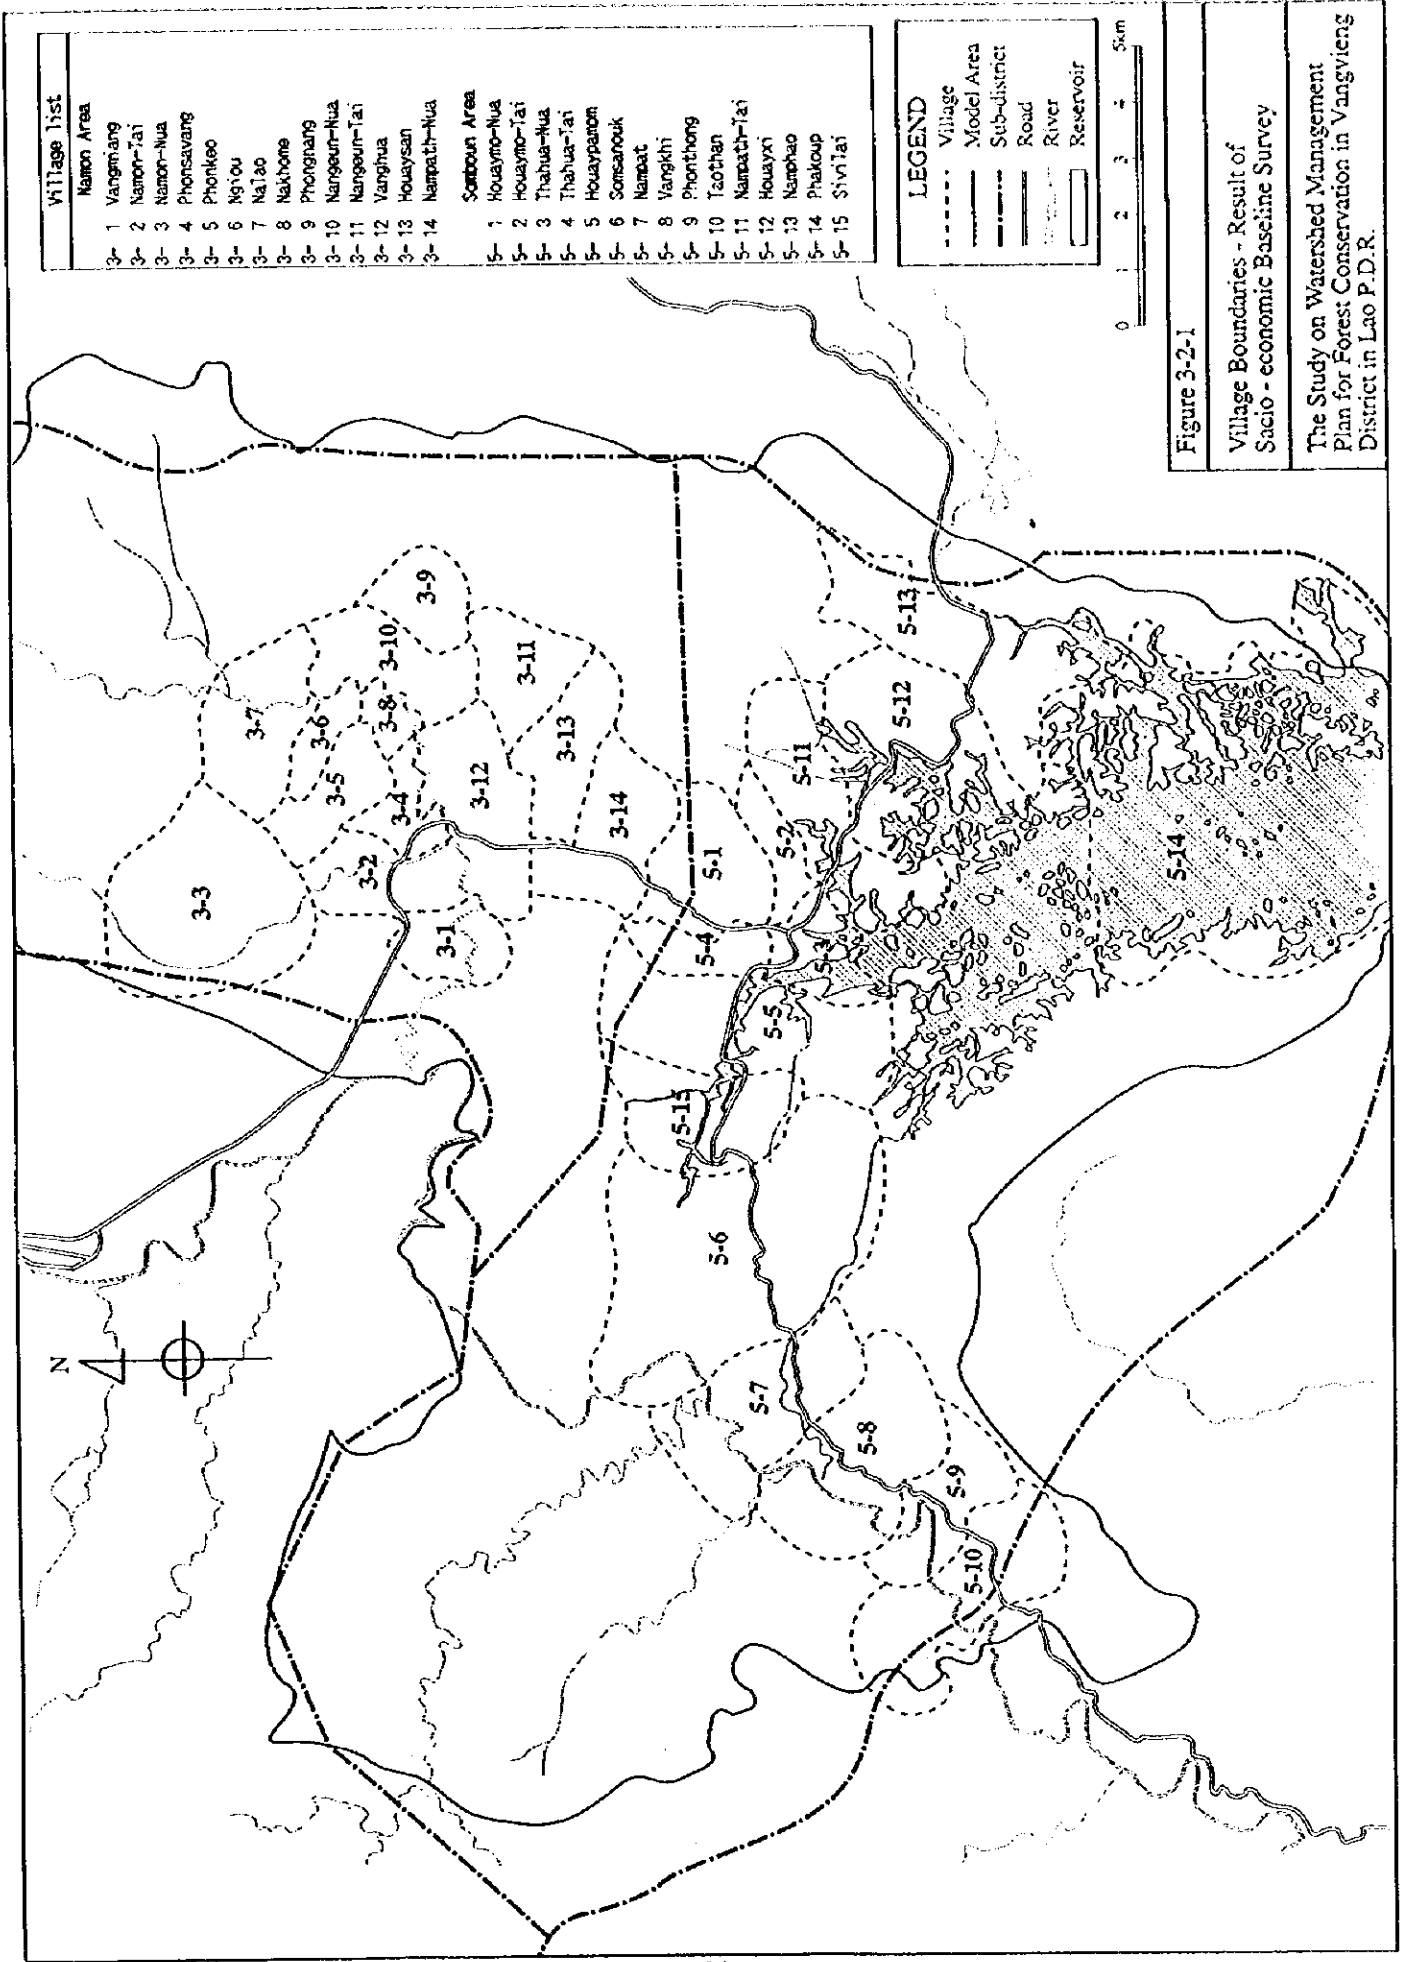 Village list
Namon Area
3- 1 Vangmiang
3- 2 Namon-Tai
3- 3 Namon-Nua
3- 4 Phonsavang
3- 5 Phonkeo
3- 6 Ngiou
3- 7 Nalao
3- 8 Nakhome
3- 9 Phongnang
3- 10 Nangeun-Nua
3- 11 Nangeun-Tai
3- 12 Vanghua
3- 13 Houaysan
3- 14 Nampath-Nua
Somboun Area
5- 1 Houaymo-Nua
5- 2 Houaymo-Tai
5- 3 Thahua-Nua
5- 4 Thahua-Tai
5- 5 Houaypamom
5- 6 Somsanouk
5- 7 Nampat
5- 8 Vangkhi
5- 9 Phonthong
5- 10 Taothan
5- 11 Nampath-Tai
5- 12 Houayxi
5- 13 Namphao
5- 14 Phakoup
5- 15 Sivilai
LEGEND
Village
Model Area
Sub-district
Road
River
Reservoir
0 1 2 3 4 5km
Figure 3-2-1
Village Boundaries - Result of
Sacio - economic Baseline Survey
The Study on Watershed Management
Plan for Forest Conservation in Vangvieng
District in Lao P.D.R.
N
3-3
3-7
3-6
3-5
3-2
3-4
3-8
3-10
3-9
3-1
3-12
3-11
3-13
3-14
5-15
5-4
5-1
5-6
5-7
5-5
5-2
5-11
5-3
5-8
5-12
5-13
5-9
5-10
5-14